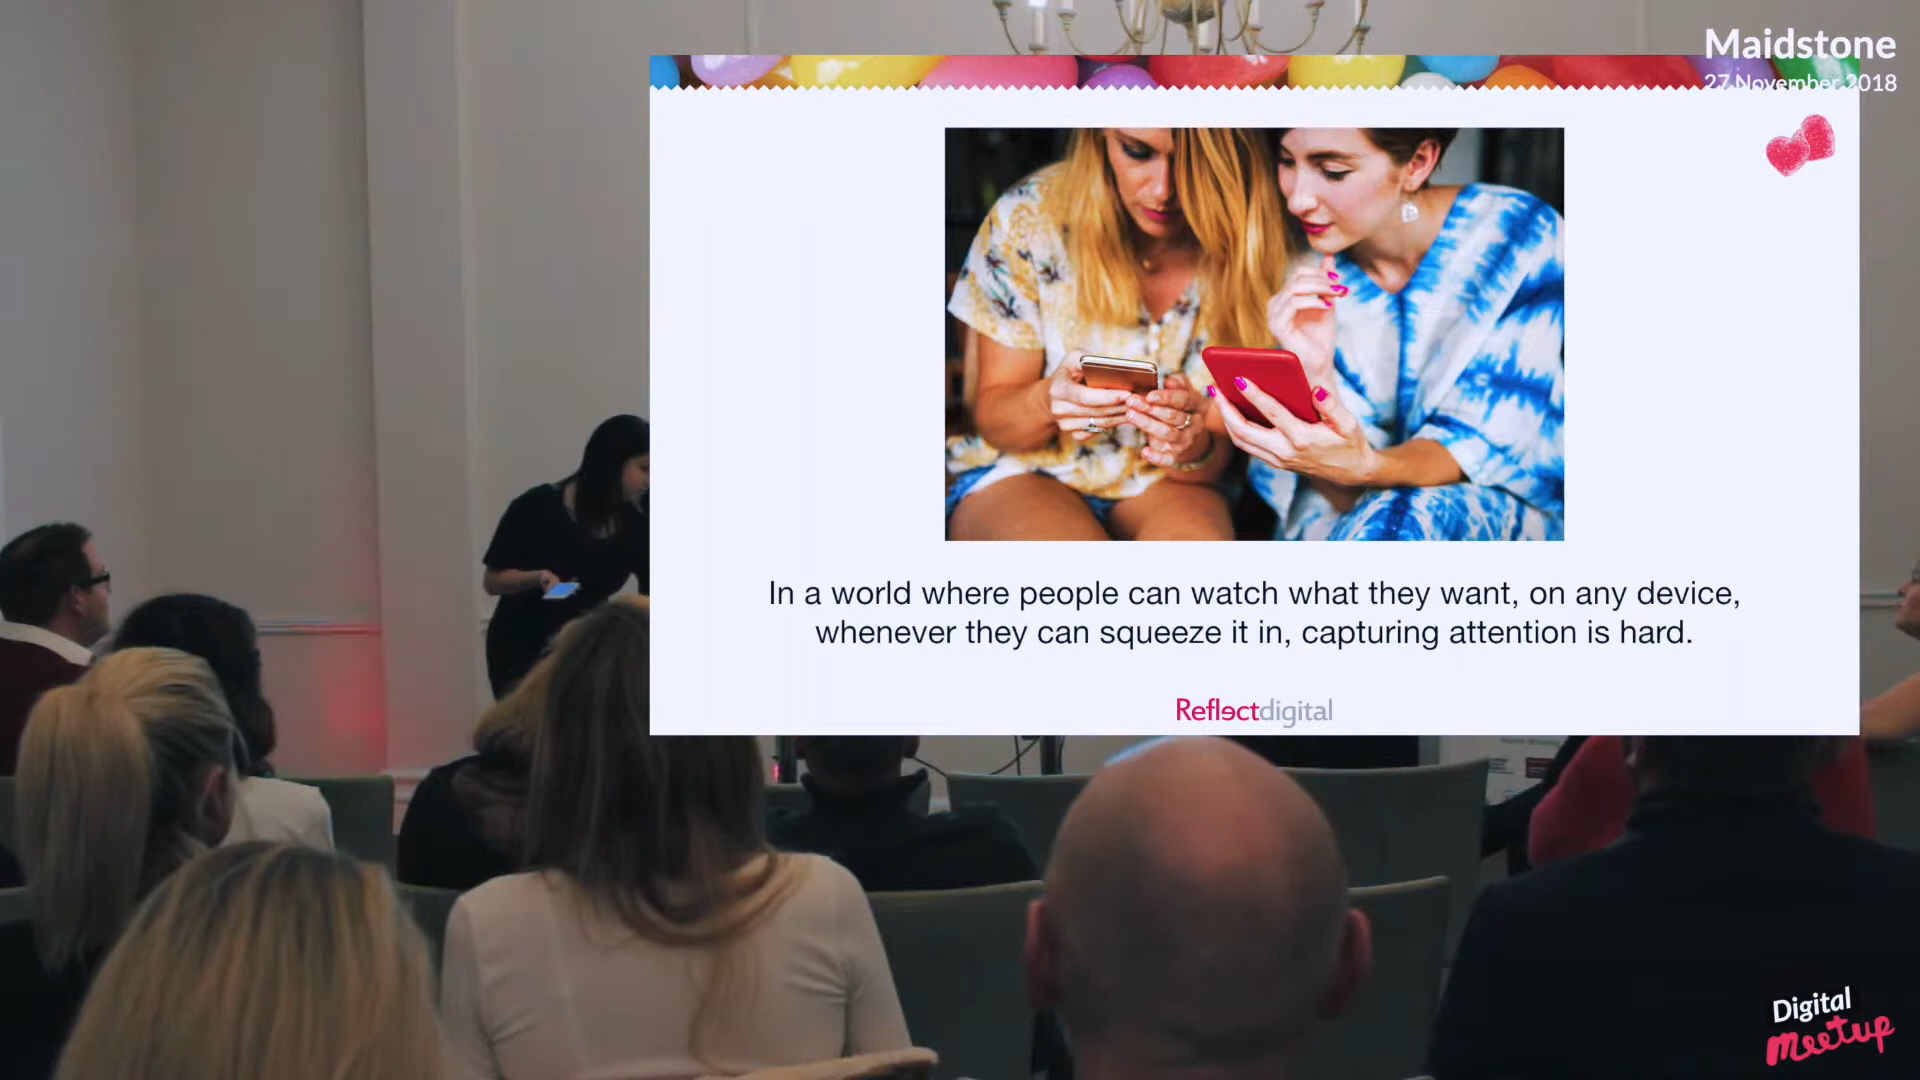 Maidstone
27 November 2018
In a world where people can watch what they want, on any device,
whenever they can squeeze it in, capturing attention is hard.
Reflectdigital
Digital
meetup